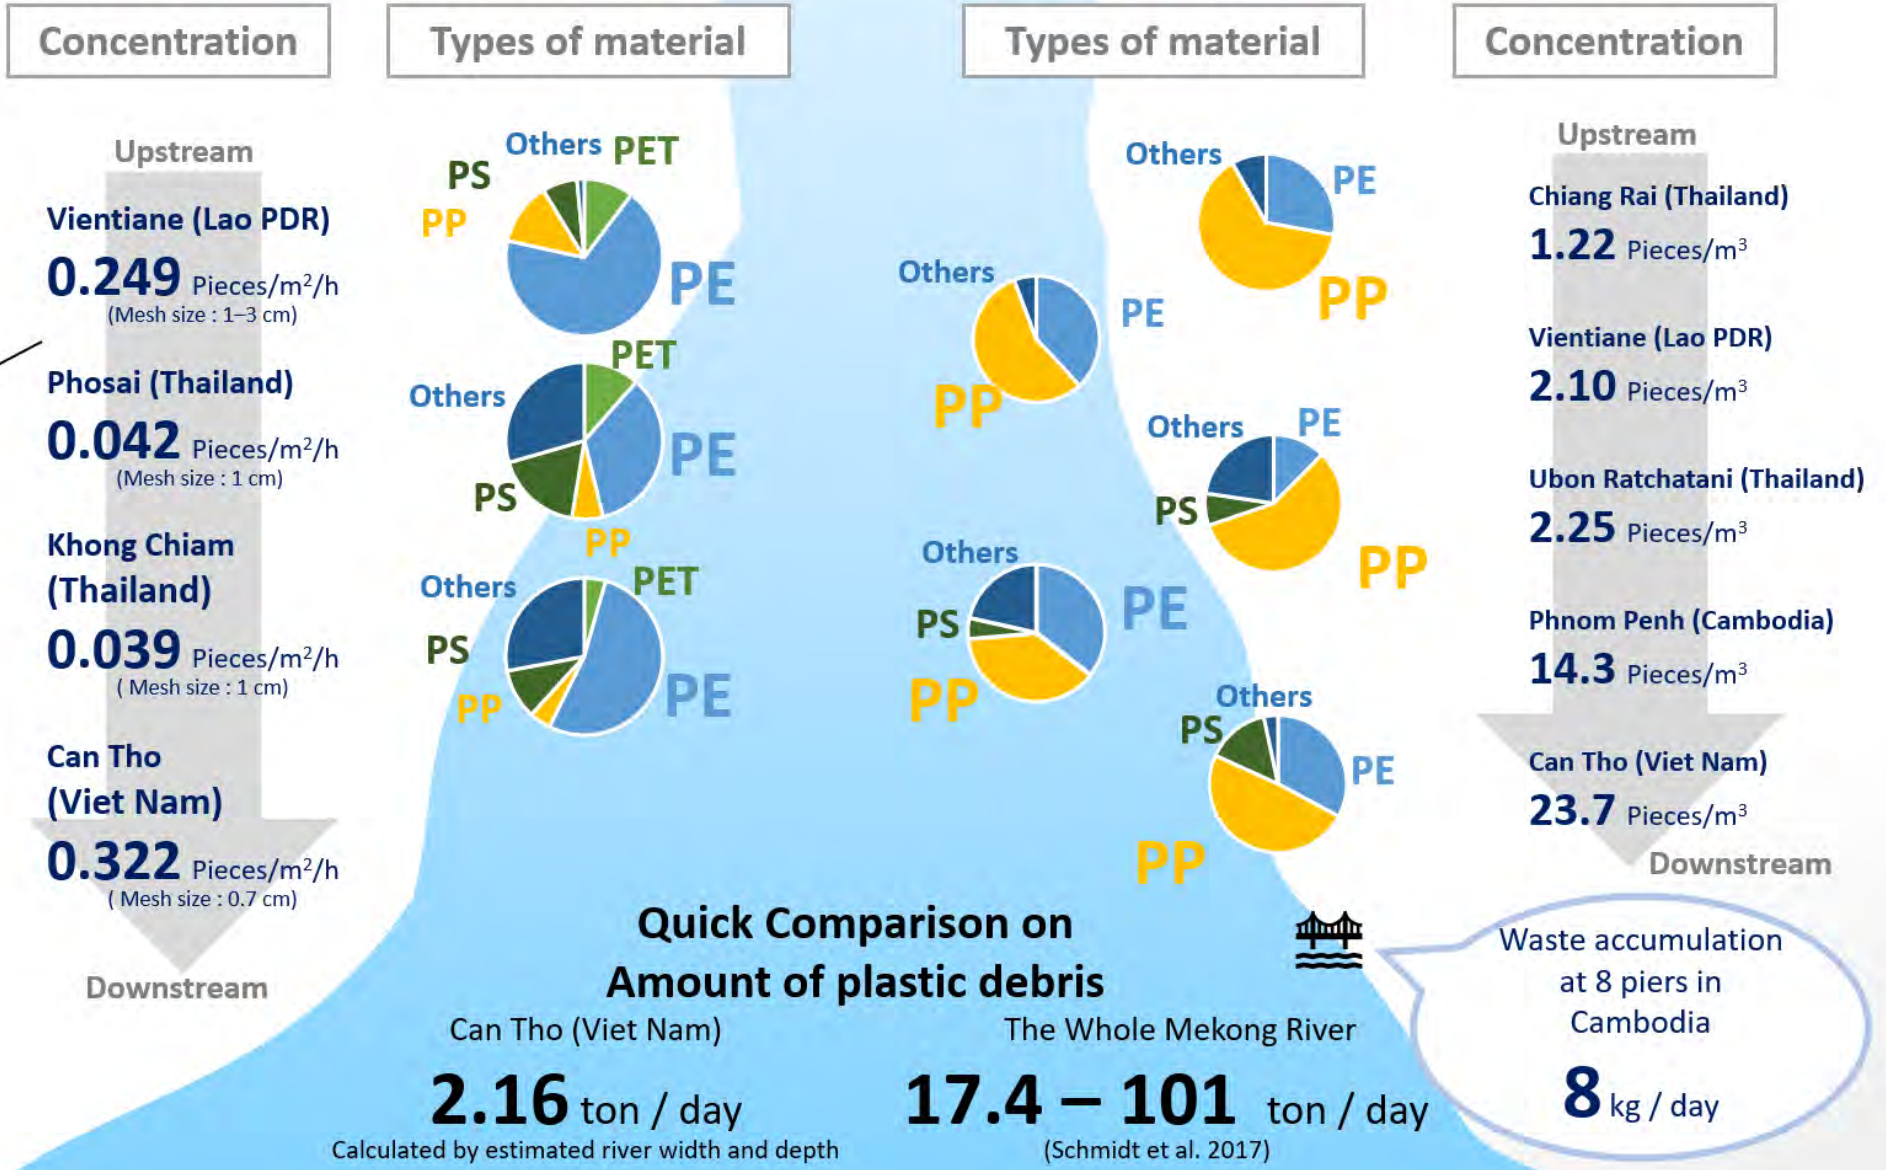 Concentration
Types of material
Types of material
Concentration
Upstream
Vientiane (Lao PDR)
0.249 Pieces/m²/h
(Mesh size : 1–3 cm)
Phosai (Thailand)
0.042 Pieces/m²/h
(Mesh size : 1 cm)
Khong Chiam
(Thailand)
0.039 Pieces/m²/h
( Mesh size : 1 cm)
Can Tho
(Viet Nam)
0.322 Pieces/m²/h
( Mesh size : 0.7 cm)
Downstream
Others PET
PS
PP
PE
PET
Others
PE
PS
PP
Others
PET
PS
PP
PE
Others
PE
PP
Others
PE
PP
Others
PE
PS
PP
Others
PE
PS
PP
Others
PS
PE
PP
Upstream
Chiang Rai (Thailand)
1.22 Pieces/m³
Vientiane (Lao PDR)
2.10 Pieces/m³
Ubon Ratchatani (Thailand)
2.25 Pieces/m³
Phnom Penh (Cambodia)
14.3 Pieces/m³
Can Tho (Viet Nam)
23.7 Pieces/m³
Downstream
Quick Comparison on
Amount of plastic debris
Can Tho (Viet Nam)
2.16 ton / day
Calculated by estimated river width and depth
The Whole Mekong River
17.4 – 101 ton / day
(Schmidt et al. 2017)
Waste accumulation
at 8 piers in
Cambodia
8 kg / day